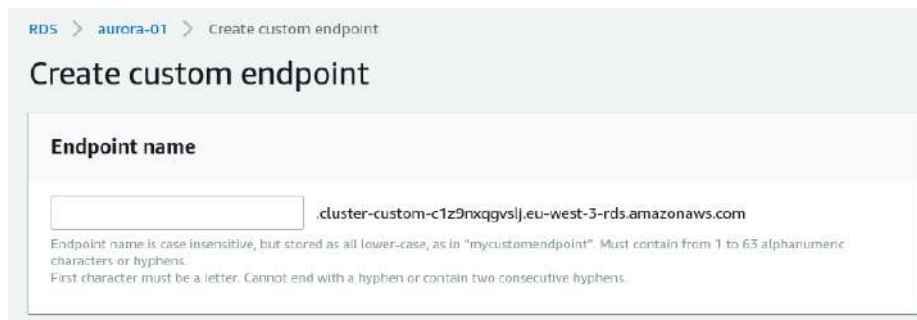 RDS > aurora-01 > Create custom endpoint
Create custom endpoint
Endpoint name
.cluster-custom-c1z9nxqgvslj.eu-west-3-rds.amazonaws.com
Endpoint name is case insensitive, but stored as all lower-case, as in "mycustomendpoint". Must contain from 1 to 63 alphanumeric
characters or hyphens.
First character must be a letter. Cannot end with a hyphen or contain two consecutive hyphens.